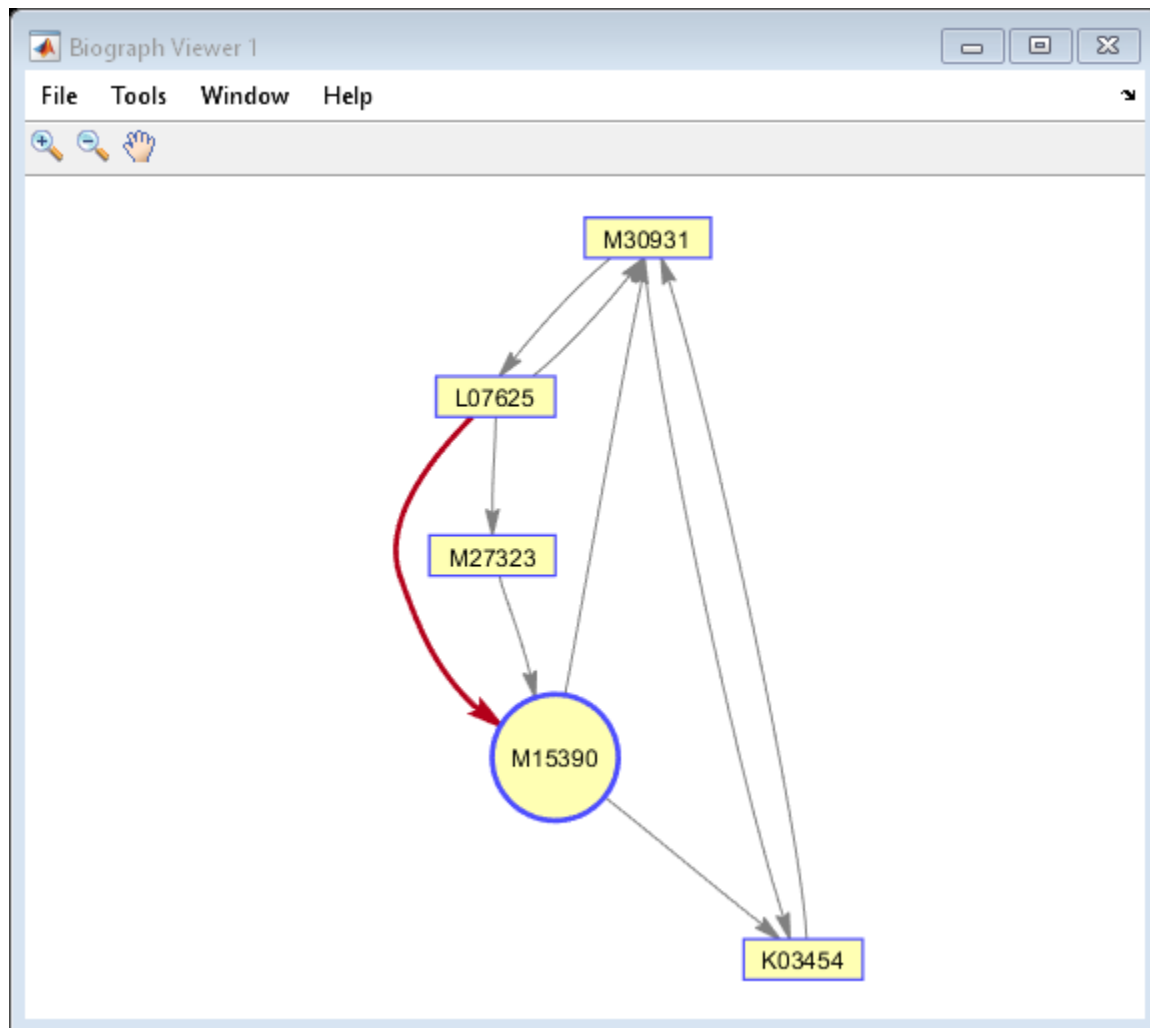 Biograph Viewer 1
File Tools Window Help
M30931
L07625
M27323
M15390
K03454